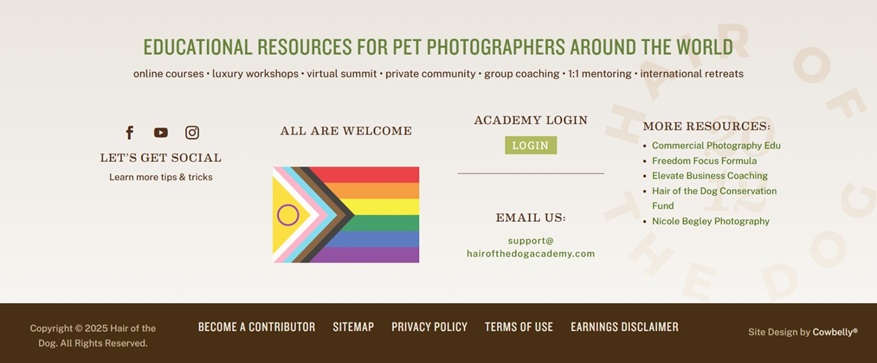 EDUCATIONAL RESOURCES FOR PET PHOTOGRAPHERS AROUND THE WORLD
online courses • luxury workshops • virtual summit • private community • group coaching • 1:1 mentoring • international retreats
LET'S GET SOCIAL
Learn more tips & tricks
ALL ARE WELCOME
ACADEMY LOGIN
LOGIN
EMAIL US:
support@
hairofthedogacademy.com
MORE RESOURCES:
• Commercial Photography Edu
• Freedom Focus Formula
• Elevate Business Coaching
• Hair of the Dog Conservation
Fund
• Nicole Begley Photography
HAIR OF
THE DOG
20
12
Copyright © 2025 Hair of the
Dog. All Rights Reserved.
BECOME A CONTRIBUTOR SITEMAP PRIVACY POLICY TERMS OF USE EARNINGS DISCLAIMER
Site Design by Cowbelly®